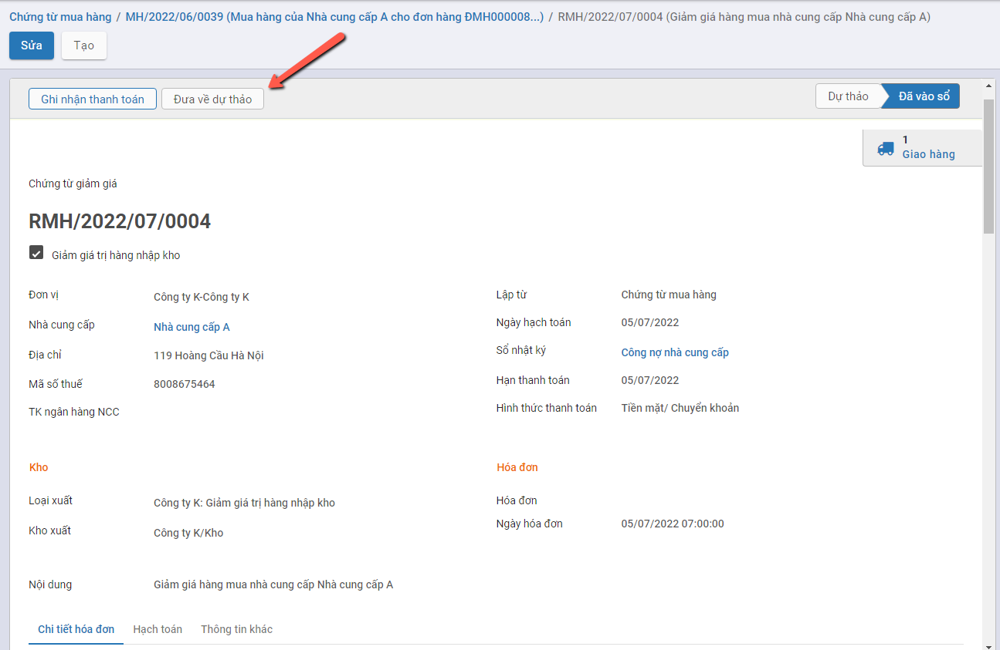 Chứng từ mua hàng / MH/2022/06/0039 (Mua hàng của Nhà cung cấp A cho đơn hàng ĐMH000008...) / RMH/2022/07/0004 (Giảm giá hàng mua nhà cung cấp Nhà cung cấp A)
Sửa Tạo
Ghi nhận thanh toán Đưa về dự thảo Dự thảo Đã vào sổ
1
Giao hàng
Chứng từ giảm giá
RMH/2022/07/0004
Giảm giá trị hàng nhập kho
Đơn vị Công ty K-Công ty K Lập từ Chứng từ mua hàng
Nhà cung cấp Nhà cung cấp A Ngày hạch toán 05/07/2022
Địa chỉ 119 Hoàng Cầu Hà Nội Sổ nhật ký Công nợ nhà cung cấp
Mã số thuế 8008675464 Hạn thanh toán 05/07/2022
TK ngân hàng NCC Hình thức thanh toán Tiền mặt/ Chuyển khoản
Kho Hóa đơn
Loại xuất Công ty K: Giảm giá trị hàng nhập kho Hóa đơn
Kho xuất Công ty K/Kho Ngày hóa đơn 05/07/2022 07:00:00
Nội dung Giảm giá hàng mua nhà cung cấp Nhà cung cấp A
Chi tiết hóa đơn Hạch toán Thông tin khác